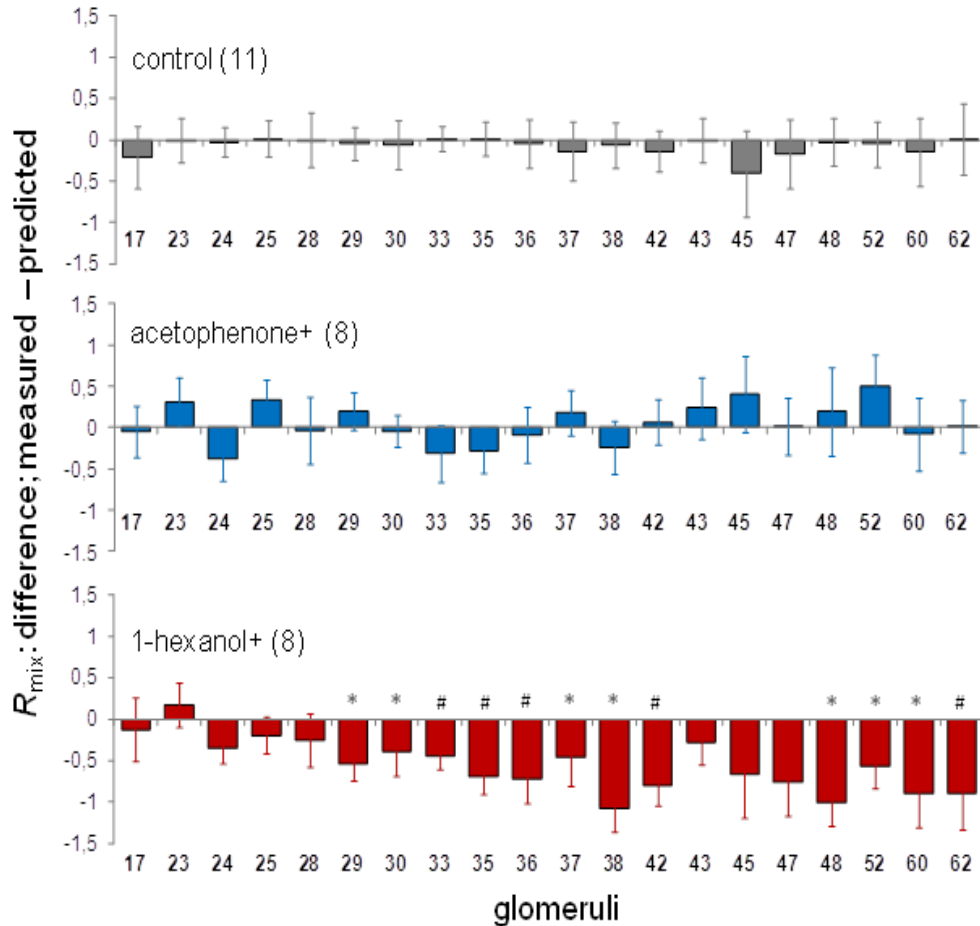 R_mix: difference; measured – predicted
1,5
control (11)
1
0,5
0
-0.5
-1
-1.5
17 23 24 25 28 29 30 33 35 36 37 38 42 43 45 47 48 52 60 62
1,5
acetophenone+ (8)
1
0.5
0
-0.5
-1
-1.5
17 23 24 25 28 29 30 33 35 36 37 38 42 43 45 47 48 52 60 62
1,5
1-hexanol+ (8)
1
0,5
* * # # # * * # * * * #
0
-0.5
-1
-1,5
17 23 24 25 28 29 30 33 35 36 37 38 42 43 45 47 48 52 60 62
glomeruli